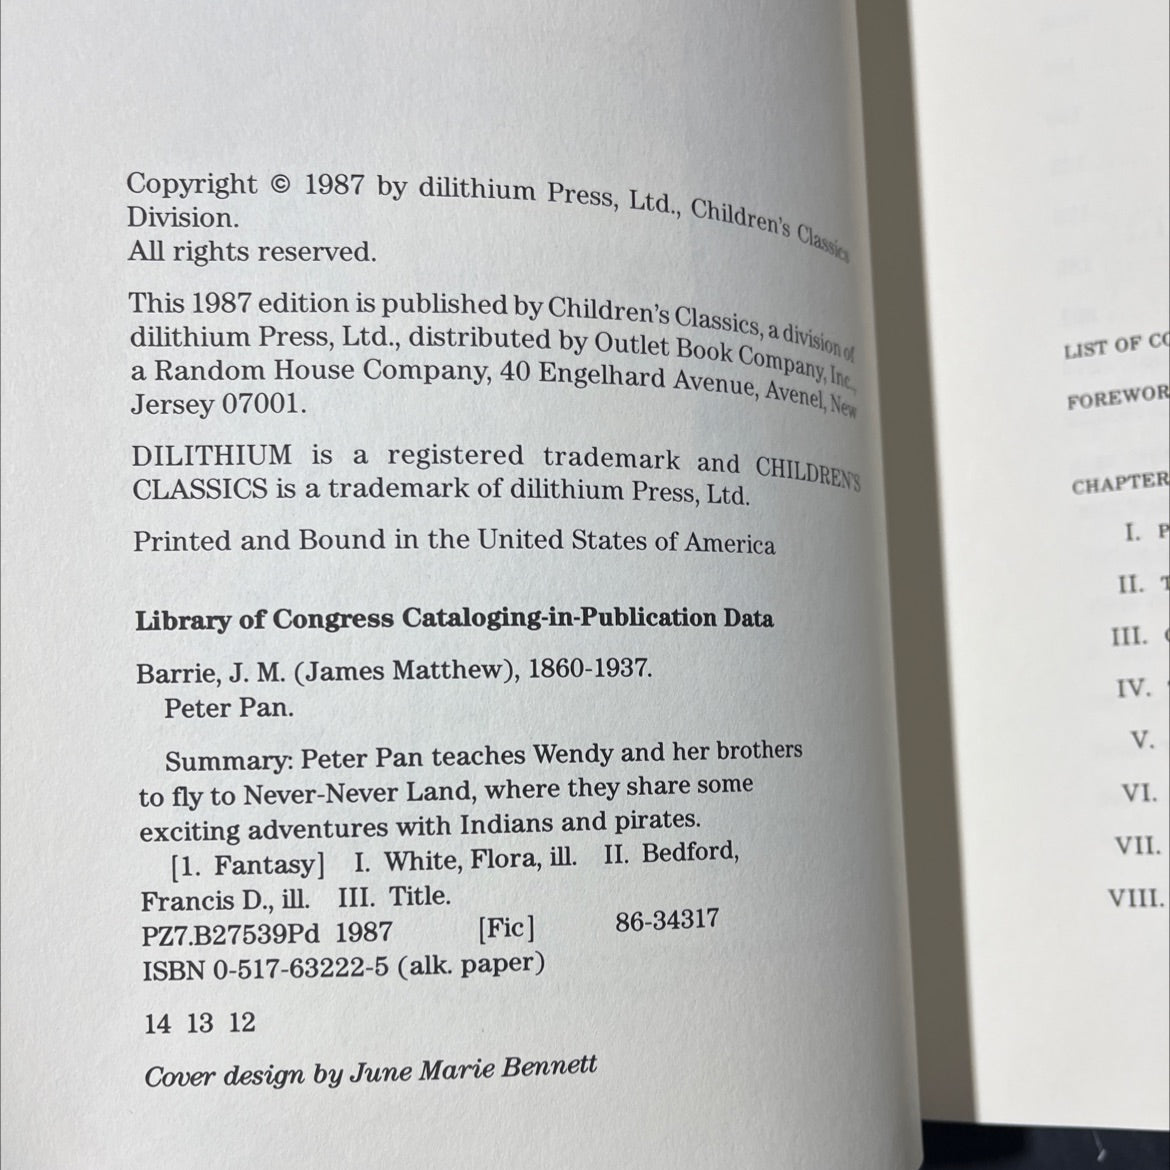 Copyright © 1987 by dilithium Press, Ltd., Children's Classics
Division.
All rights reserved.
This 1987 edition is published by Children's Classics, a division of
dilithium Press, Ltd., distributed by Outlet Book Company, Inc.,
a Random House Company, 40 Engelhard Avenue, Avenel, New
Jersey 07001.
DILITHIUM is a registered trademark and CHILDREN'S
CLASSICS is a trademark of dilithium Press, Ltd.
Printed and Bound in the United States of America
Library of Congress Cataloging-in-Publication Data
Barrie, J. M. (James Matthew), 1860-1937.
Peter Pan.
Summary: Peter Pan teaches Wendy and her brothers
to fly to Never-Never Land, where they share some
exciting adventures with Indians and pirates.
[1. Fantasy] I. White, Flora, ill. II. Bedford,
Francis D., ill. III. Title.
PZ7.B27539Pd 1987 [Fic] 86-34317
ISBN 0-517-63222-5 (alk. paper)
14 13 12
Cover design by June Marie Bennett
LIST OF CO
FOREWOR
CHAPTER
I. P
II. T
III.
IV.
V.
VI.
VII.
VIII.